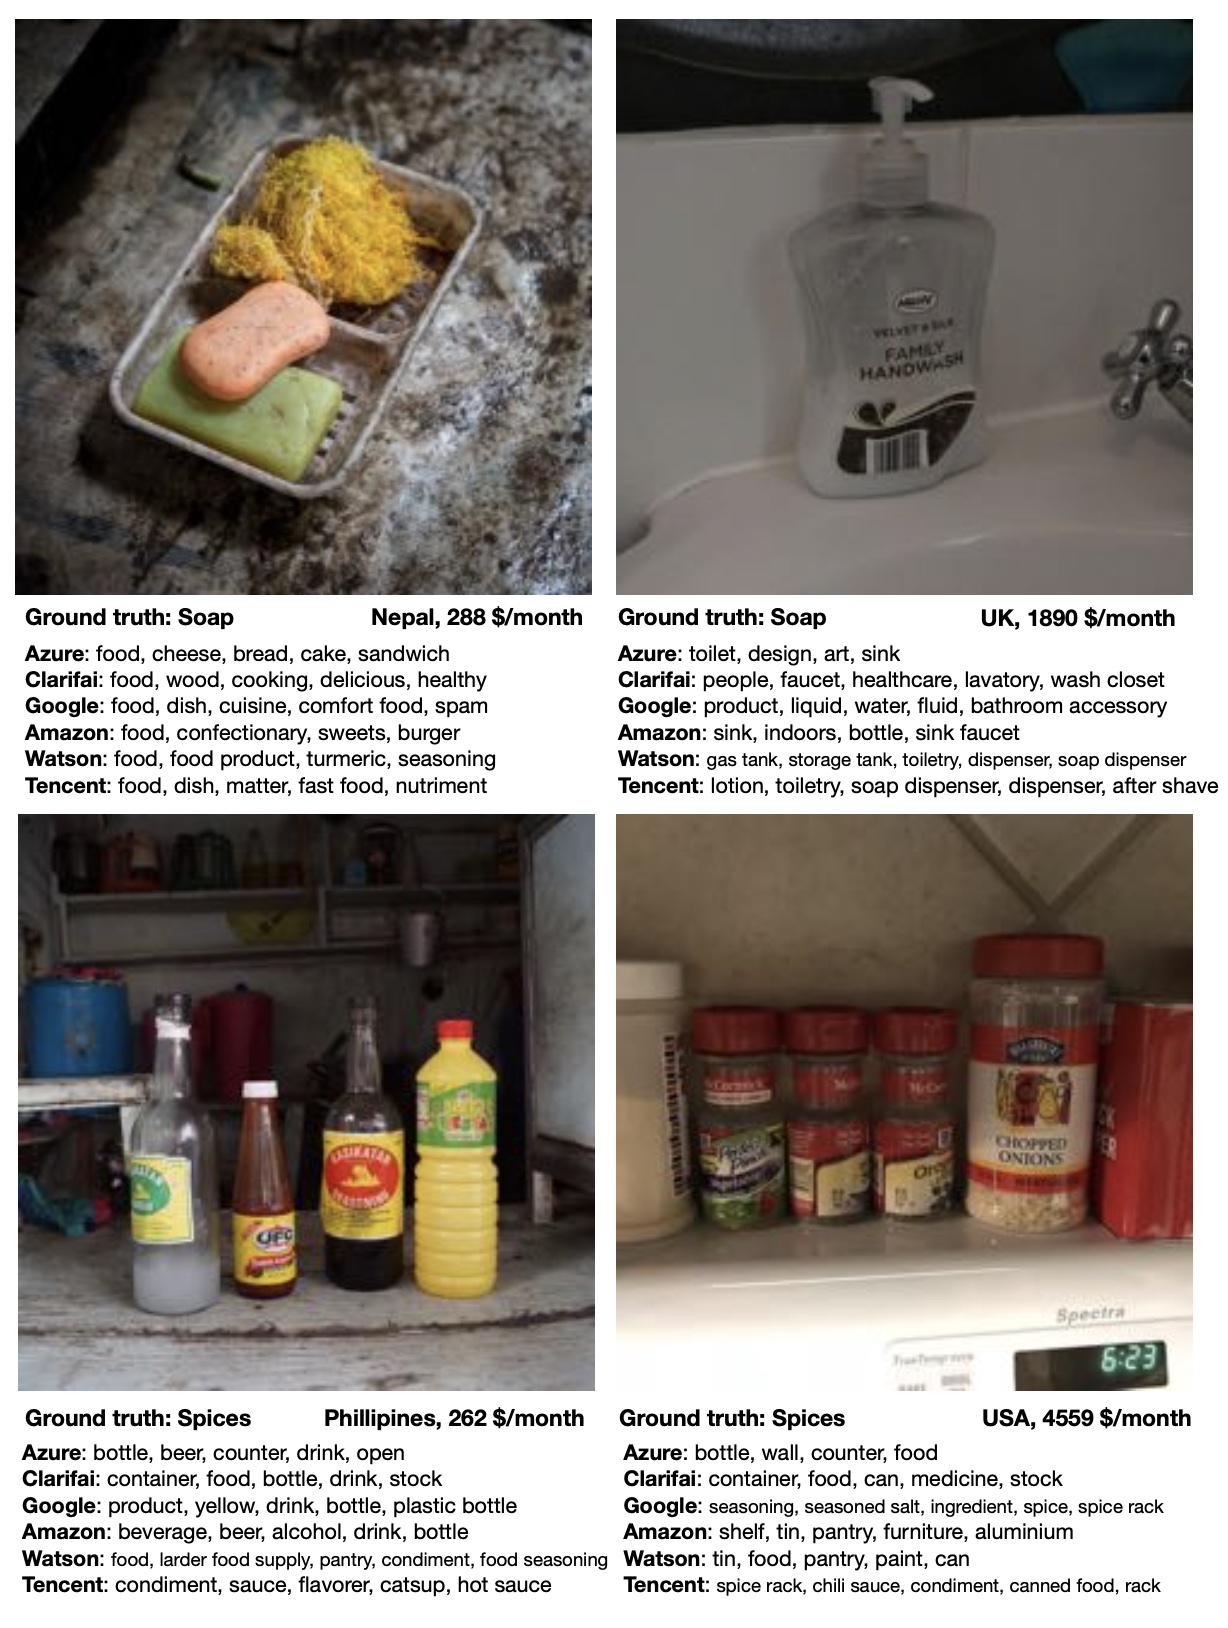 VELVET & SILK
FAMILY
HANDWASH
Ground truth: Soap
Nepal, 288 $/month
Azure: food, cheese, bread, cake, sandwich
Clarifai: food, wood, cooking, delicious, healthy
Google: food, dish, cuisine, comfort food, spam
Amazon: food, confectionary, sweets, burger
Watson: food, food product, turmeric, seasoning
Tencent: food, dish, matter, fast food, nutriment
Ground truth: Soap
UK, 1890 $/month
Azure: toilet, design, art, sink
Clarifai: people, faucet, healthcare, lavatory, wash closet
Google: product, liquid, water, fluid, bathroom accessory
Amazon: sink, indoors, bottle, sink faucet
Watson: gas tank, storage tank, toiletry, dispenser, soap dispenser
Tencent: lotion, toiletry, soap dispenser, dispenser, after shave
UFC
CHOPPED
ONIONS
Spectra
6:23
Ground truth: Spices
Phillipines, 262 $/month
Azure: bottle, beer, counter, drink, open
Clarifai: container, food, bottle, drink, stock
Google: product, yellow, drink, bottle, plastic bottle
Amazon: beverage, beer, alcohol, drink, bottle
Watson: food, larder food supply, pantry, condiment, food seasoning
Tencent: condiment, sauce, flavorer, catsup, hot sauce
Ground truth: Spices
USA, 4559 $/month
Azure: bottle, wall, counter, food
Clarifai: container, food, can, medicine, stock
Google: seasoning, seasoned salt, ingredient, spice, spice rack
Amazon: shelf, tin, pantry, furniture, aluminium
Watson: tin, food, pantry, paint, can
Tencent: spice rack, chili sauce, condiment, canned food, rack